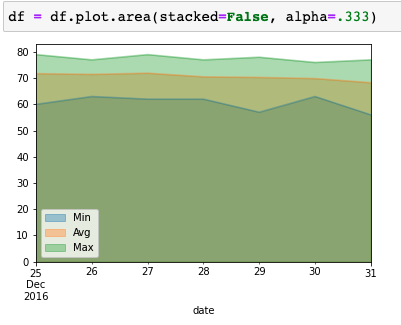 df = df.plot.area(stacked=False, alpha=.333)
80
70
60
50
40
30
20
10
0
Min
Avg
Max
25 26 27 28 29 30 31
Dec
2016
date